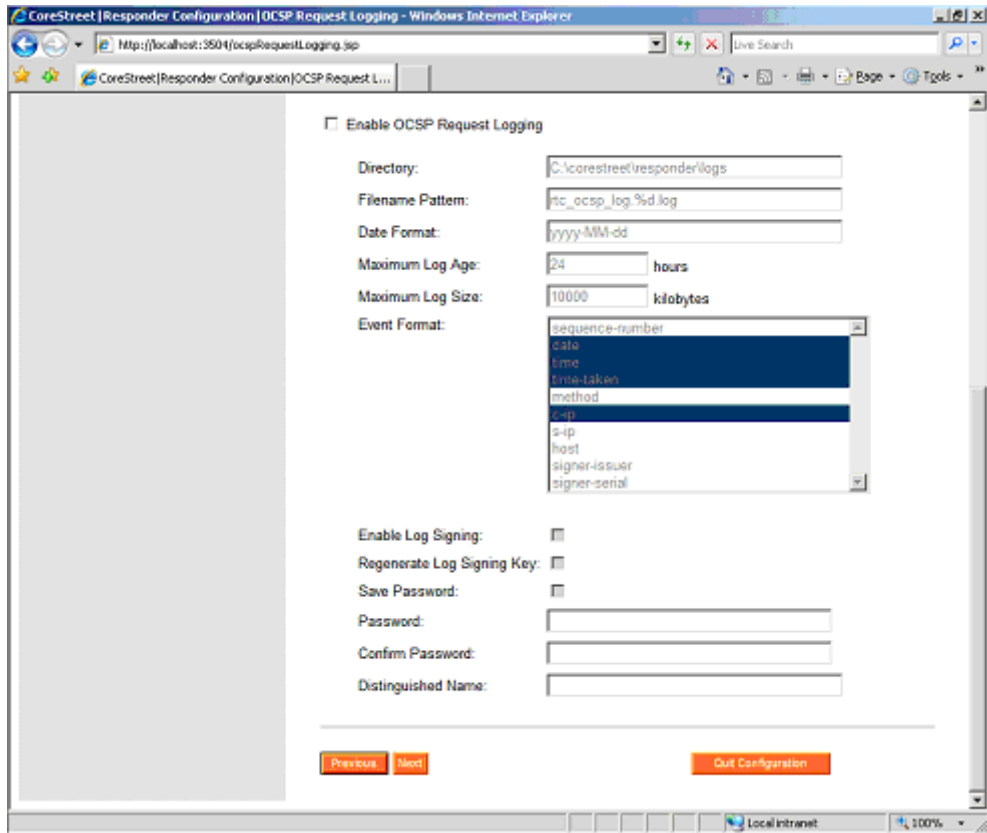 CoreStreet|Responder Configuration|OCSP Request Logging - Windows Internet Explorer
http://localhost:3504/ocspRequestLogging.jsp
Live Search
CoreStreet|Responder Configuration|OCSP Request L...
Page
Tools
Enable OCSP Request Logging
Directory: C:\corestreet\responder\logs
Filename Pattern: rtc_ocsp_log.%d.log
Date Format: yyyy-MM-dd
Maximum Log Age: 24 hours
Maximum Log Size: 10000 kilobytes
Event Format: sequence-number
date
time
time-taken
method
c-ip
s-ip
host
signer-issuer
signer-serial
Enable Log Signing:
Regenerate Log Signing Key:
Save Password:
Password:
Confirm Password:
Distinguished Name:
Previous Next Quit Configuration
Local intranet 100%